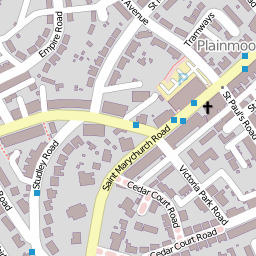 Avenue
St
Tramways
Plainmoo
Empire Road
St Paul's Road
Saint Marychurch Road
Studley Road
Victoria Park Road
Cedar Court Road
Cedar Court Road